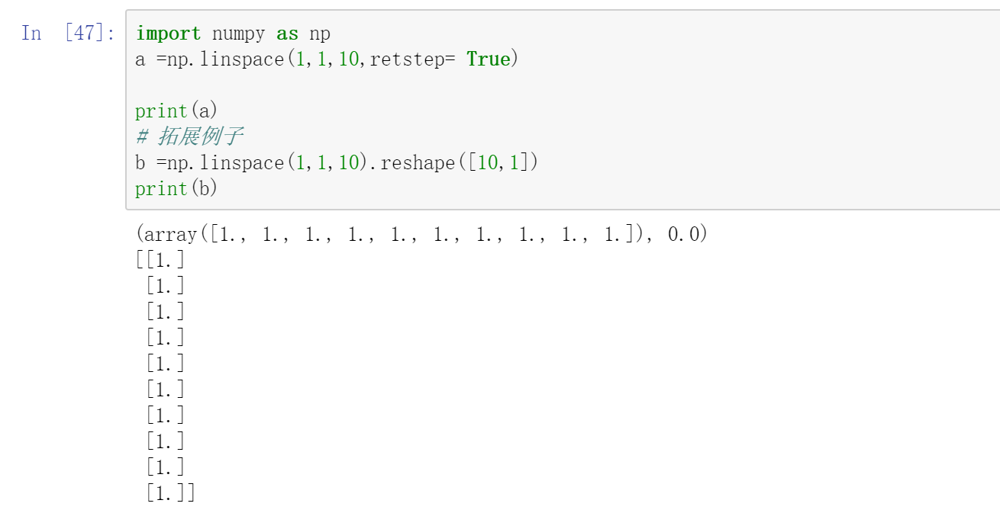 In [47]: import numpy as np
a =np.linspace(1,1,10,retstep= True)
print(a)
# 拓展例子
b =np.linspace(1,1,10).reshape([10,1])
print(b)
(array([1., 1., 1., 1., 1., 1., 1., 1., 1., 1.]), 0.0)
[[1.]
 [1.]
 [1.]
 [1.]
 [1.]
 [1.]
 [1.]
 [1.]
 [1.]
 [1.]]